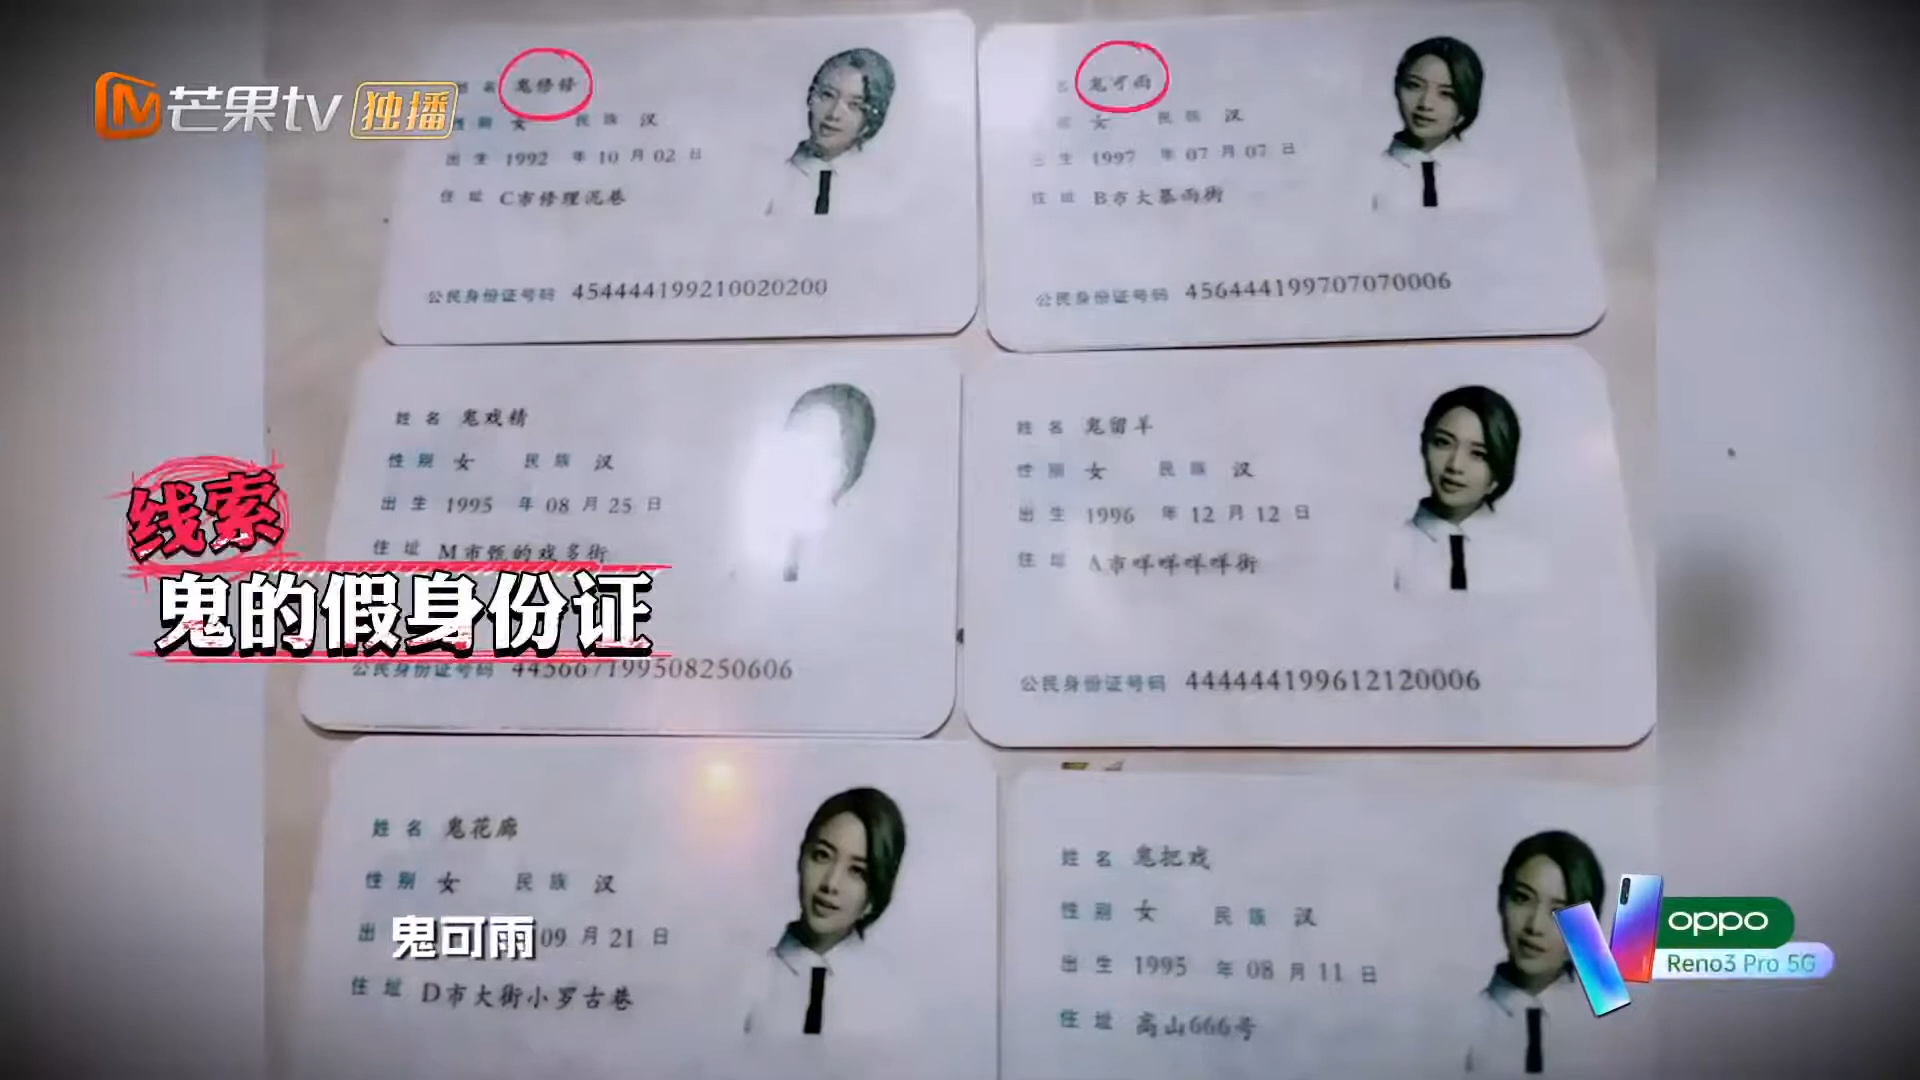 芒果tv 独播
名 鬼修修
性别 女 民族 汉
出生 1992 年 10 月 02 日
住址 C市修理泥巷
公民身份证号码 454444199210020200
名 鬼可雨
别 女 民族 汉
出生 1997 年 07 月 07 日
住址 B市大暴雨街
公民身份证号码 456444199707070006
姓名 鬼戏精
性别 女 民族 汉
出生 1995 年 08 月 25 日
住址 M市甄的戏多街
公民身份证号码 445667199508250606
姓名 鬼留羊
性别 女 民族 汉
出生 1996 年 12 月 12 日
住址 A市咩咩咩咩街
公民身份证号码 444444199612120006
线索
鬼的假身份证
姓名 鬼花廊
性别 女 民族 汉
出 09 月 21 日
住址 D市大街小罗古巷
鬼可雨
姓名 鬼把戏
性别 女 民族 汉
出生 1995 年 08 月 11 日
住址 高山666号
oppo
Reno3 Pro 5G